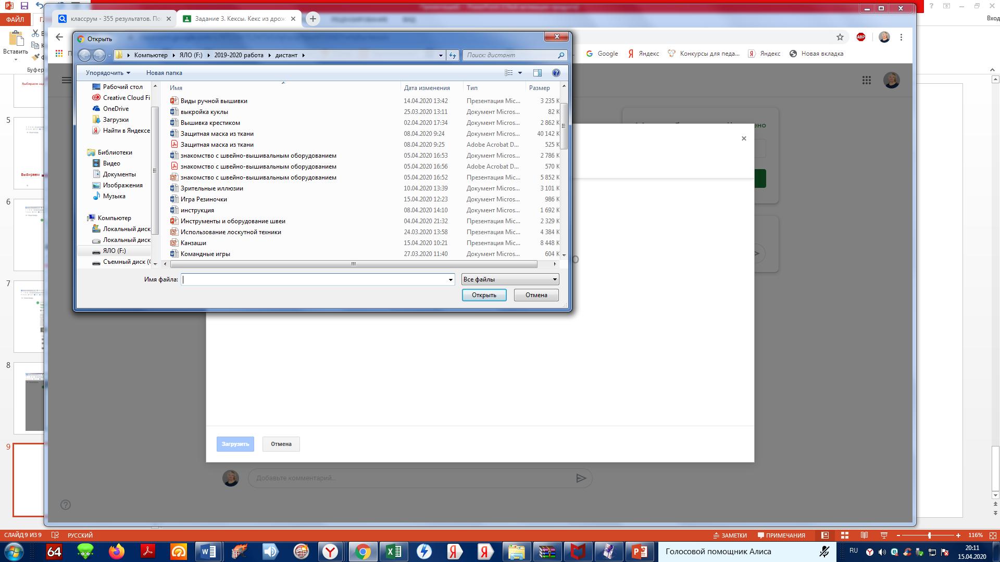 Вход
ФАЙЛ
классрум - 355 результатов. По
Задание 3. Кексы. Кекс из дрож
РЕЦЕНЗИРОВАНИЕ
ВИД
Вставить
Буфер
Открыть
ABP
Google
Яндекс
Конкурсы для педа...
Яндекс
Новая вкладка
Компьютер
ЯЛО (F:)
2019-2020 работа
дистант
Поиск: дистант
Упорядочить
Новая папка
Имя
Дата изменения
Тип
Размер
Рабочий стол
Creative Cloud Fi
OneDrive
Загрузки
Найти в Яндексе
Библиотеки
Видео
Документы
Изображения
Музыка
Компьютер
Локальный диск
Локальный диск
ЯЛО (F:)
Съемный диск (G
Виды ручной вышивки 14.04.2020 13:42 Презентация Mic... 3 235 К
выкройка куклы 25.03.2020 13:11 Документ Micros... 82 К
Вышивка крестиком 02.04.2020 17:34 Документ Micros... 2 862 К
Защитная маска из ткани 08.04.2020 9:24 Документ Micros... 40 142 К
Защитная маска из ткани 08.04.2020 9:25 Adobe Acrobat D... 525 К
знакомство с швейно-вышивальным оборудованием 05.04.2020 16:53 Документ Micros... 2 786 К
знакомство с швейно-вышивальным оборудованием 05.04.2020 16:56 Adobe Acrobat D... 570 К
знакомство с швейно-вышивальным оборудованием 05.04.2020 16:52 Презентация Mic... 5 852 К
Зрительные иллюзии 10.04.2020 13:39 Документ Micros... 3 101 К
Игра Резиночки 15.04.2020 12:23 Документ Micros... 986 К
инструкция 08.04.2020 14:10 Документ Micros... 1 692 К
Инструменты и оборудование швеи 04.04.2020 21:32 Презентация Mic... 2 329 К
Использование лоскутной техники 24.03.2020 13:58 Презентация Mic... 4 384 К
Канзаши 15.04.2020 10:21 Презентация Mic... 8 448 К
Командные игры 27.03.2020 11:40 Документ Micros... 604 К
Имя файла:
Все файлы
Открыть
Отмена
Выбираем
5
Выбираем
6
7
8
9
Загрузить
Отмена
Добавьте комментарий...
СЛАЙД 9 ИЗ 9
РУССКИЙ
ЗАМЕТКИ
ПРИМЕЧАНИЯ
116%
64
Голосовой помощник Алиса
RU
20:11
15.04.2020